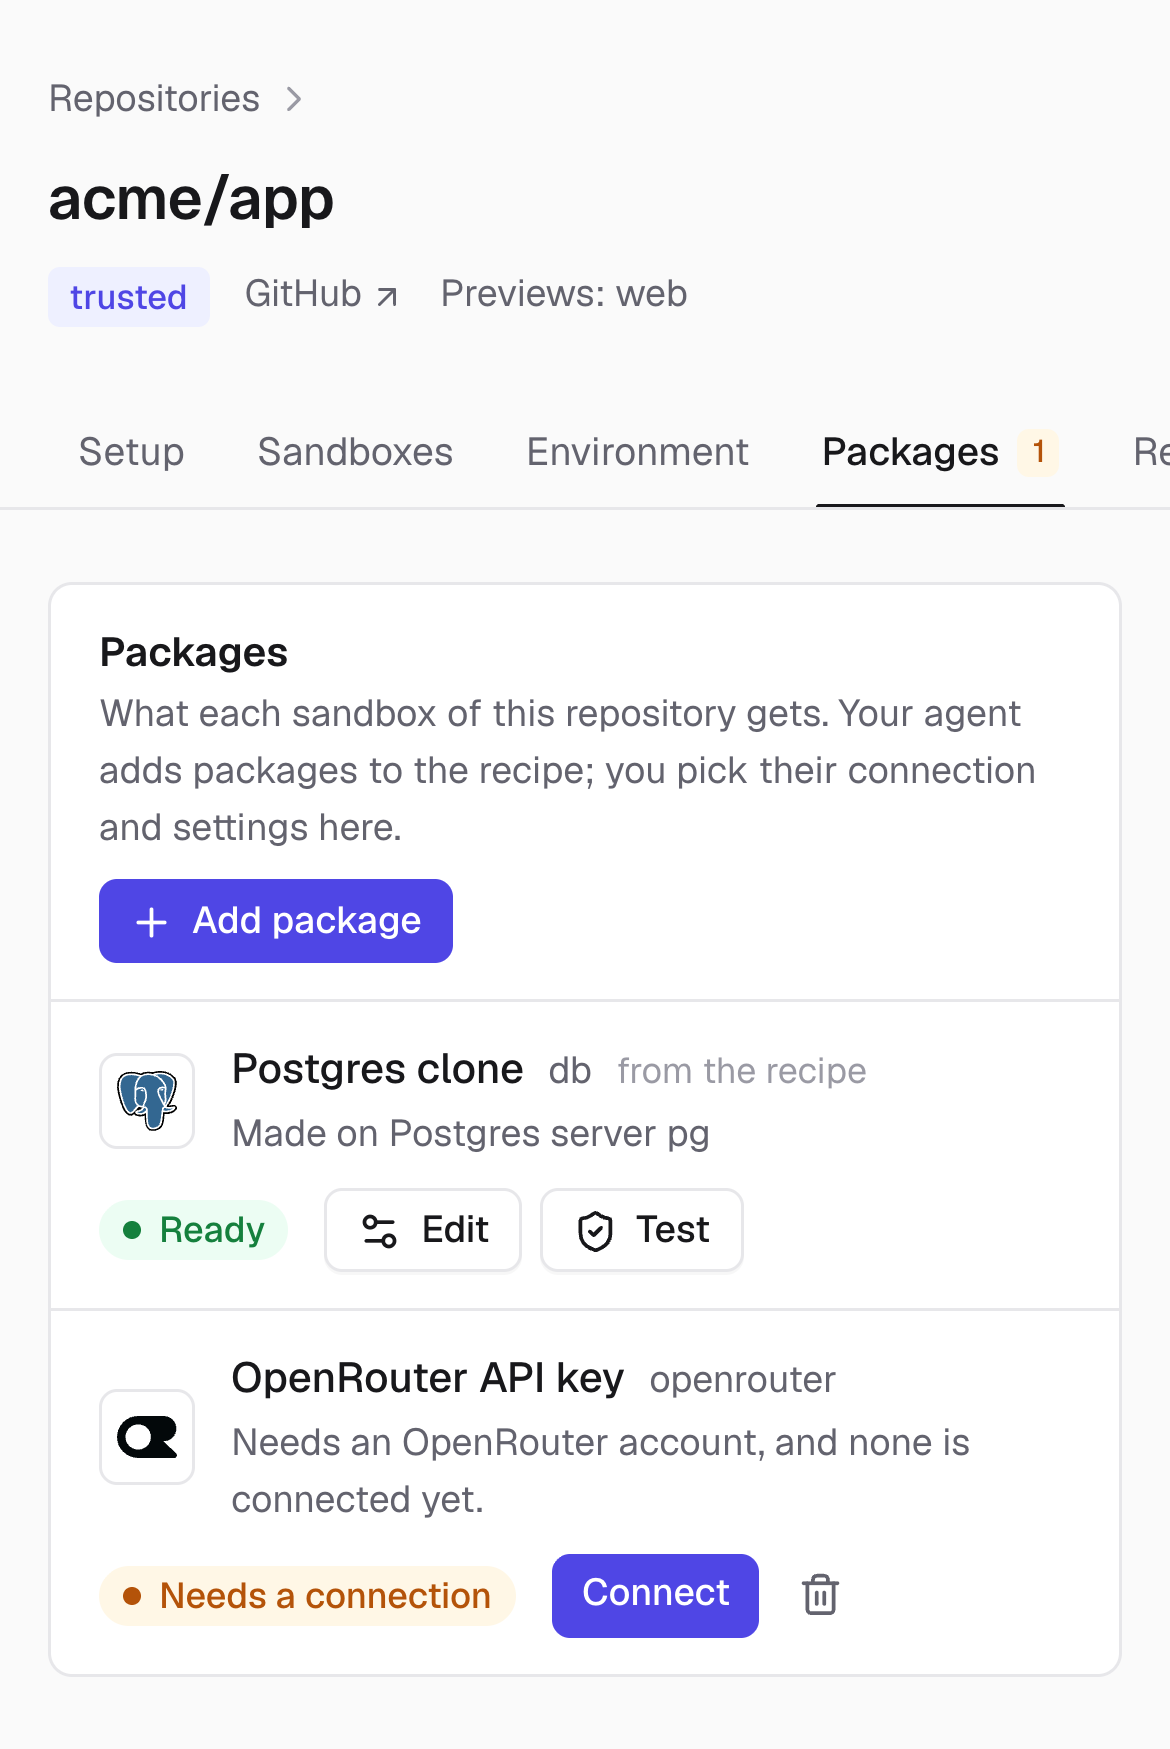 Repositories
acme/app
trusted GitHub ↗ Previews: web
Setup Sandboxes Environment Packages 1
Packages
What each sandbox of this repository gets. Your agent
adds packages to the recipe; you pick their connection
and settings here.
+ Add package
Postgres clone db from the recipe
Made on Postgres server pg
Ready Edit Test
OpenRouter API key openrouter
Needs an OpenRouter account, and none is
connected yet.
Needs a connection Connect